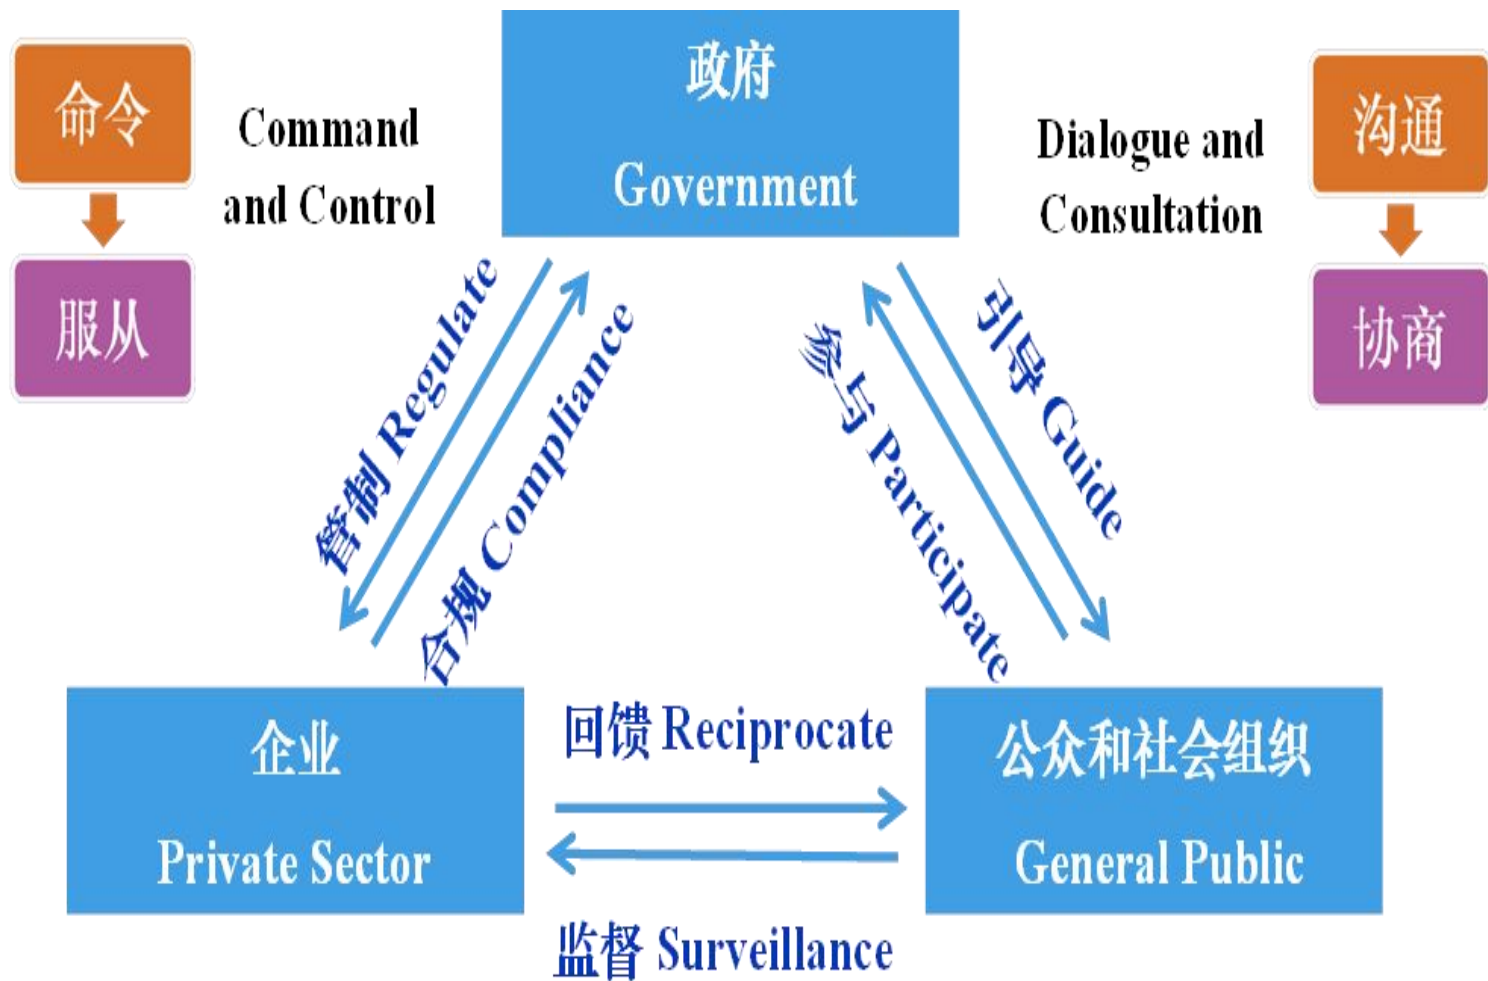 命令
服从
Command
and Control
政府
Government
Dialogue and
Consultation
沟通
协商
管制 Regulate
合规 Compliance
参与 Participate
引导 Guide
企业
Private Sector
回馈 Reciprocate
监督 Surveillance
公众和社会组织
General Public